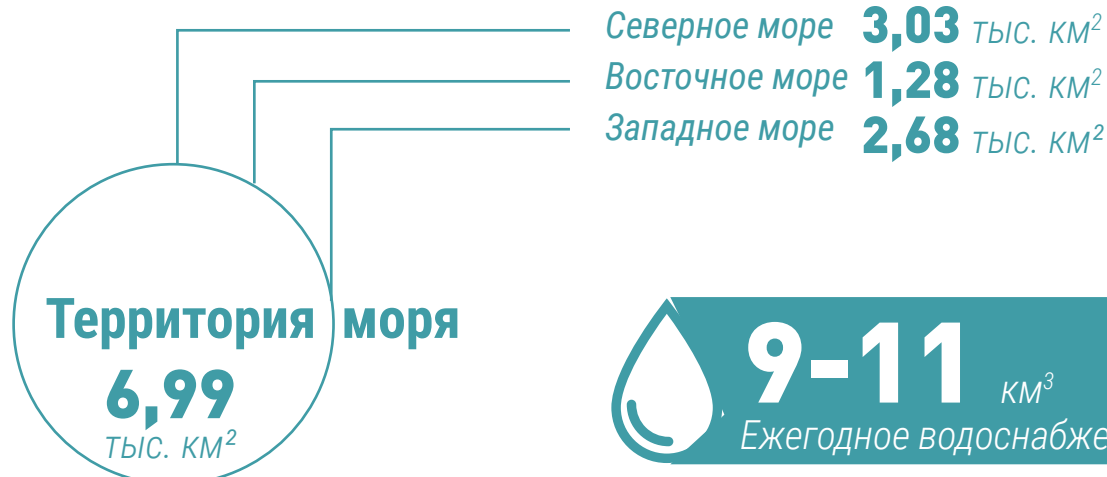 Северное море 3,03 тыс. км²
Восточное море 1,28 тыс. км²
Западное море 2,68 тыс. км²
Территория моря
6,99
тыс. км²
9-11 км³
Ежегодное